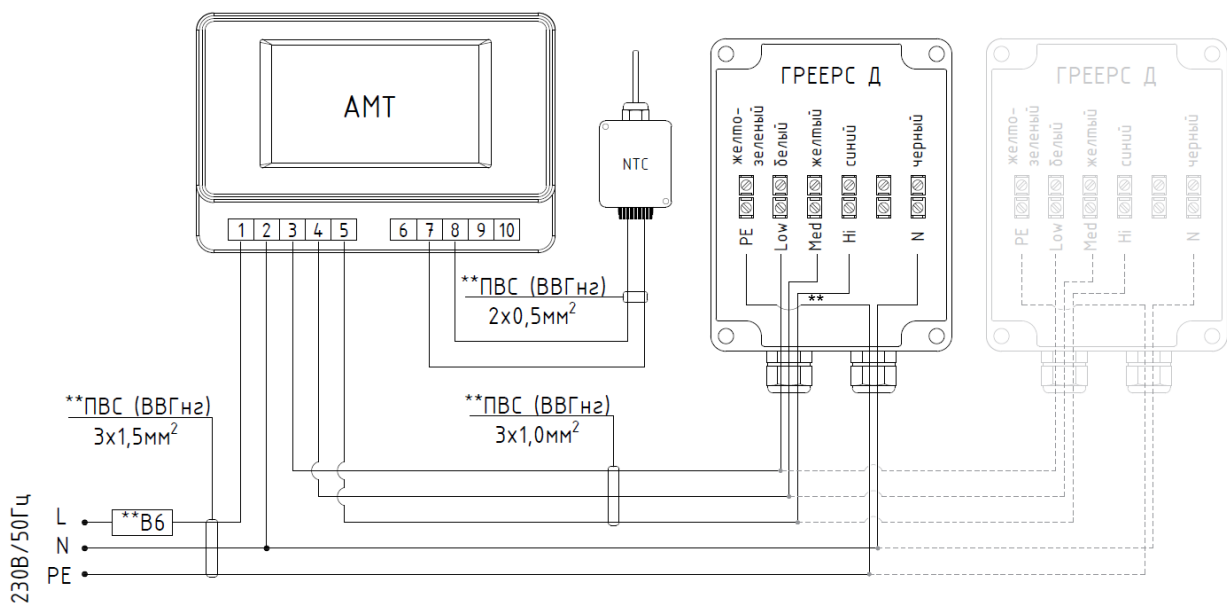 АМТ
1 2 3 4 5 6 7 8 9 10
NTC
**ПВС (ВВГнг)
2х0,5мм²
ГРЕЕРС Д
желто-
зеленый
белый
желтый
синий
черный
PE
Low
Med
Hi
N
**
ГРЕЕРС Д
желто-
зеленый
белый
желтый
синий
черный
PE
Low
Med
Hi
N
**ПВС (ВВГнг)
3х1,5мм²
**ПВС (ВВГнг)
3х1,0мм²
230В/50Гц
L
**В6
N
PE